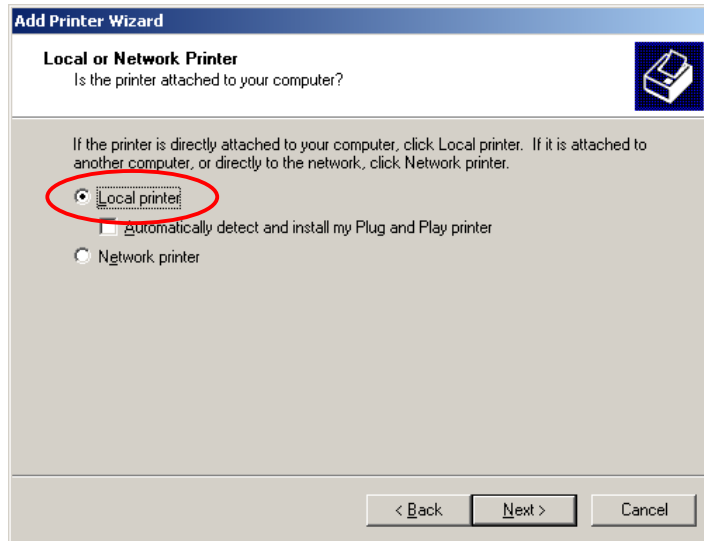 Add Printer Wizard
Local or Network Printer
Is the printer attached to your computer?
If the printer is directly attached to your computer, click Local printer.  If it is attached to
another computer, or directly to the network, click Network printer.
Local printer
Automatically detect and install my Plug and Play printer
Network printer
< Back
Next >
Cancel